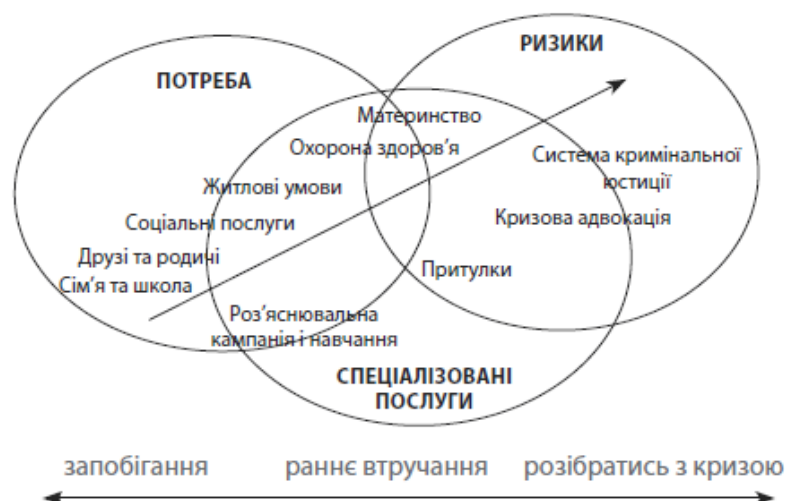 РИЗИКИ
ПОТРЕБА
Материнство
Охорона здоров'я
Система кримінальної
юстиції
Житлові умови
Кризова адвокація
Соціальні послуги
Друзі та родичі
Притулки
Сім'я та школа
Роз'яснювальна
кампанія і навчання
СПЕЦІАЛІЗОВАНІ
ПОСЛУГИ
запобігання раннє втручання розібратись з кризою